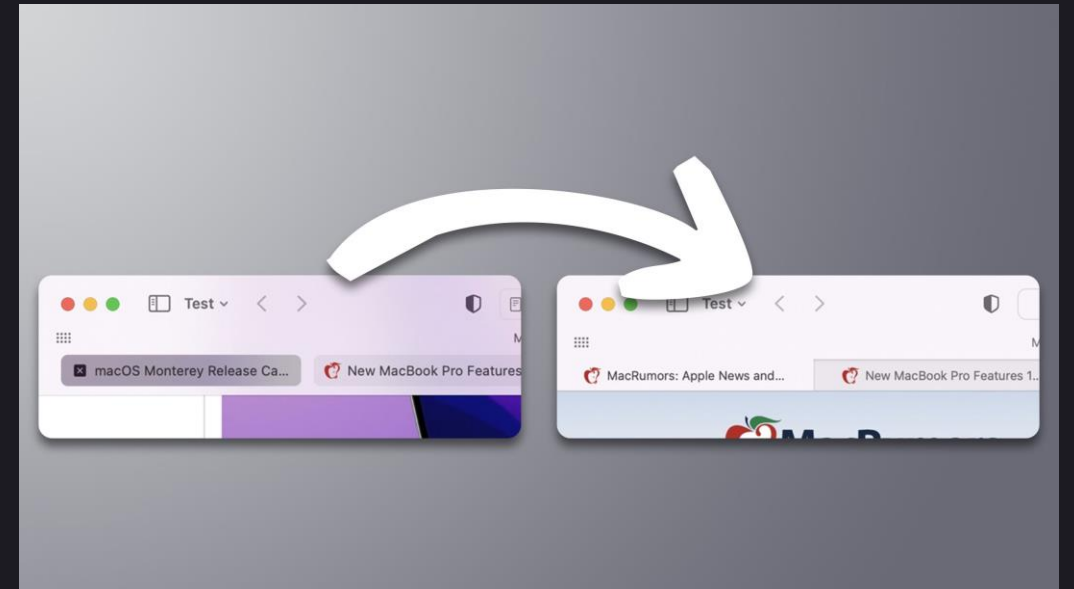 Test
M
macOS Monterey Release Ca...
New MacBook Pro Features
Test
M
MacRumors: Apple News and...
New MacBook Pro Features 1...
MacRumors